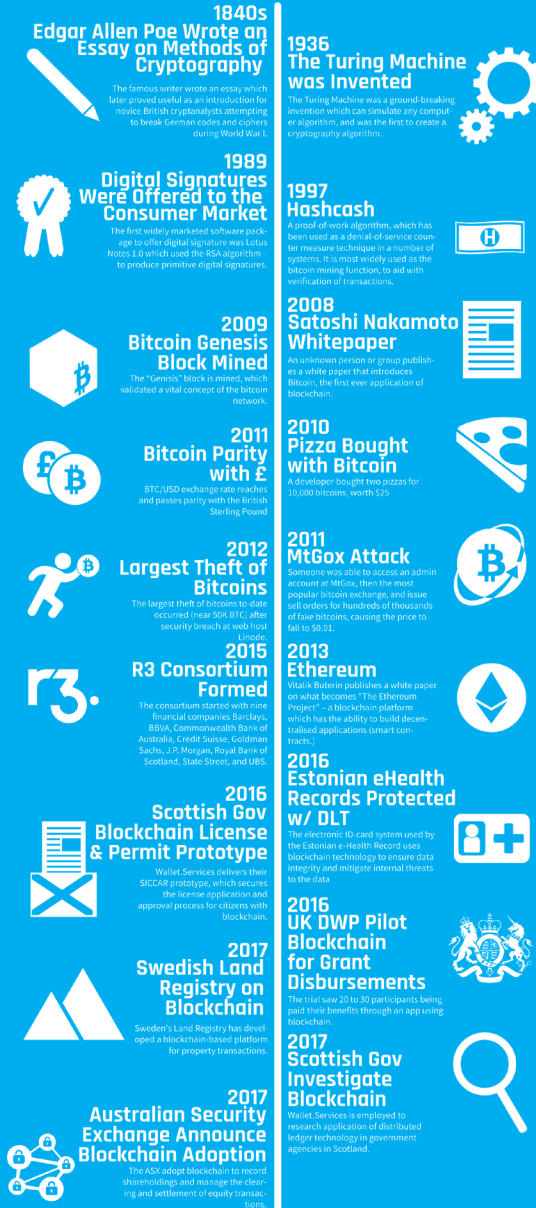 1840s
Edgar Allen Poe Wrote an
Essay on Methods of
Cryptography
The famous writer wrote an essay which
later proved useful as an introduction for
novice British cryptanalysts attempting
to break German codes and ciphers
during World War I.
1936
The Turing Machine
was Invented
The Turing Machine was a ground-breaking
invention which can simulate any comput-
er algorithm, and was the first to create a
cryptography algorithm.
1989
Digital Signatures
Were Offered to the
Consumer Market
The first widely marketed software pack-
age to offer digital signature was Lotus
Notes 1.0 which used the RSA algorithm -
to produce primitive digital signatures.
1997
Hashcash
A proof-of-work algorithm, which has
been used as a denial-of-service coun-
ter measure technique in a number of
systems. It is most widely used as the
bitcoin mining function, to aid with
verification of transactions.
H
2008
Satoshi Nakamoto
Whitepaper
An unknown person or group publish-
es a white paper that introduces
Bitcoin, the first ever application of
blockchain.
2009
Bitcoin Genesis
Block Mined
The "Genisis" block is mined, which
validated a vital concept of the bitcoin
network.
2010
Pizza Bought
with Bitcoin
A developer bought two pizzas for
10,000 bitcoins, worth $25
2011
Bitcoin Parity
with £
BTC/USD exchange rate reaches
and passes parity with the British
Sterling Pound
£
2011
MtGox Attack
Someone was able to access an admin
account at MtGox, then the most
popular bitcoin exchange, and issue
sell orders for hundreds of thousands
of fake bitcoins, causing the price to
fall to $0.01.
2012
Largest Theft of
Bitcoins
The largest theft of bitcoins to-date
occurred (near 50K BTC) after
security breach at web host
Linode.
2013
Ethereum
Vitalik Buterin publishes a white paper
on what becomes "The Ethereum
Project" – a blockchain platform
which has the ability to build decen-
tralised applications (smart con-
tracts.)
2015
R3 Consortium
Formed
The consortium started with nine
financial companies Barclays,
BBVA, Commonwealth Bank of
Australia, Credit Suisse, Goldman
Sachs, J.P. Morgan, Royal Bank of
Scotland, State Street, and UBS.
r3.
2016
Estonian eHealth
Records Protected
w/ DLT
The electronic ID-card system used by
the Estonian e-Health Record uses
blockchain technology to ensure data
integrity and mitigate internal threats
to the data
2016
Scottish Gov
Blockchain License
& Permit Prototype
Wallet.Services delivers their
SICCAR prototype, which secures
the license application and
approval process for citizens with
blockchain.
2016
UK DWP Pilot
Blockchain
for Grant
Disbursements
The trial saw 20 to 30 participants being
paid their benefits through an app using
blockchain.
2017
Swedish Land
Registry on
Blockchain
Sweden's Land Registry has devel-
oped a blockchain-based platform
for property transactions.
2017
Scottish Gov
Investigate
Blockchain
Wallet.Services is employed to
research application of distributed
ledger technology in government
agencies in Scotland.
2017
Australian Security
Exchange Announce
Blockchain Adoption
The ASX adopt blockchain to record
shareholdings and manage the clear-
ing and settlement of equity transac-
tions.